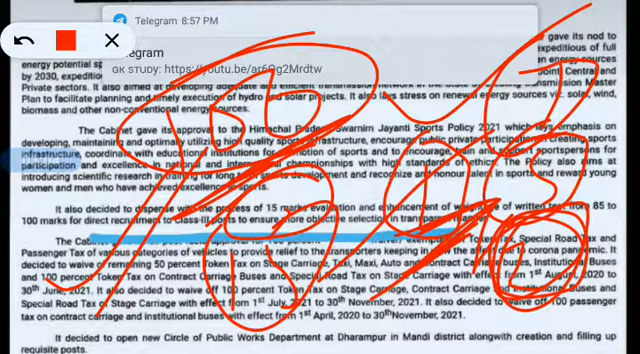 Telegram 8:57 PM
legram
GK STUDY: https://youtu.be/ar6Qg2Mrdtw
gave its nod to
energy potential sp expeditious of full
by 2030, expedition energy sources
Private sectors. It also aimed at developing adequate and efficient transmission network in the State Transmission Master
Plan to facilitate planning and timely execution of hydro and solar projects. It also lays stress on renewal energy sources viz. solar, wind,
biomass and other non-conventional energy sources.
The Cabinet gave its approval to the Himachal Pradesh Swarnim Jayanti Sports Policy 2021 which lays emphasis on
developing, maintaining and optimally utilizing high quality sports infrastructure, encourage public private partnership in creating sports
infrastructure, coordination with educational institutions for promotion of sports and to encourage, train and support sportspersons for
participation and excellence in national and international championships with high standards of ethics. The Policy also aims at
introducing scientific research in training for long term sports development and recognize and honour talent in sports and reward young
women and men who have achieved excellence in sports.
It also decided to dispense with the process of 15 marks evaluation and enhancement of weightage of written test from 85 to
100 marks for direct recruitment to Class-III posts to ensure more objective selection in transparent manner.
The Cabinet approval for 100 percent exemption Token Tax, Special Road Tax and
Passenger Tax of various categories of vehicles to provide relief to the transporters keeping in view the affect due to corona pandemic. It
decided to waive off remaining 50 percent Token Tax on Stage Carriage, Taxi, Maxi, Auto and Contract Carriage Buses, Institutional Buses
and 100 percent Token Tax on Contract Carriage Buses and Special Road Tax on Stage Carriage with effect from 1st August, 2020 to
30th June, 2021. It also decided to waive off 100 percent Token Tax on Stage Carriage, Contract Carriage and Institutional Buses and
Special Road Tax on Stage Carriage with effect from 1st July, 2021 to 30th November, 2021. It also decided to waive off 100 passenger
tax on contract carriage and institutional buses with effect from 1st April, 2020 to 30th November, 2021.
It decided to open new Circle of Public Works Department at Dharampur in Mandi district alongwith creation and filling up
requisite posts.